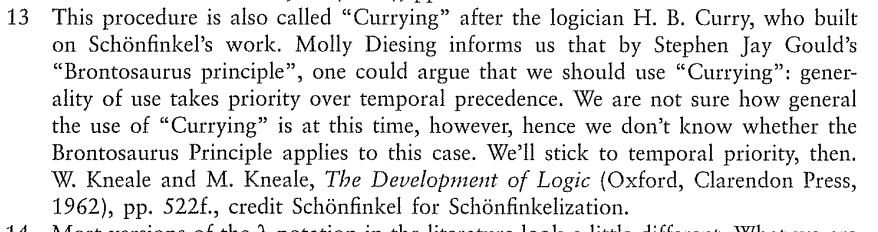 13 This procedure is also called “Currying” after the logician H. B. Curry, who built
on Schönfinkel’s work. Molly Diesing informs us that by Stephen Jay Gould’s
“Brontosaurus principle”, one could argue that we should use “Currying”: gener-
ality of use takes priority over temporal precedence. We are not sure how general
the use of “Currying” is at this time, however, hence we don’t know whether the
Brontosaurus Principle applies to this case. We’ll stick to temporal priority, then.
W. Kneale and M. Kneale, The Development of Logic (Oxford, Clarendon Press,
1962), pp. 522f., credit Schönfinkel for Schönfinkelization.
14 Most versions of the λ-notation in the literature look a little different. What we are